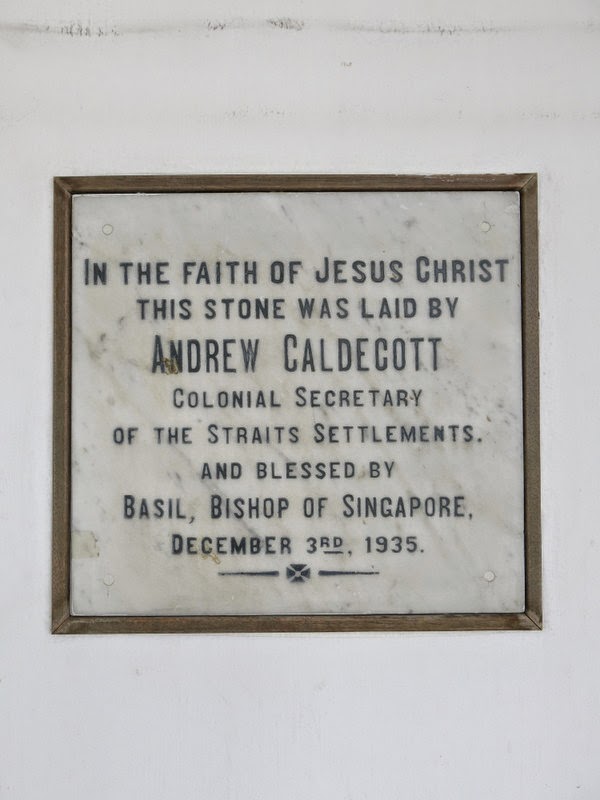 IN THE FAITH OF JESUS CHRIST
THIS STONE WAS LAID BY
ANDREW CALDECOTT
COLONIAL SECRETARY
OF THE STRAITS SETTLEMENTS.
AND BLESSED BY
BASIL, BISHOP OF SINGAPORE,
DECEMBER 3RD, 1935.